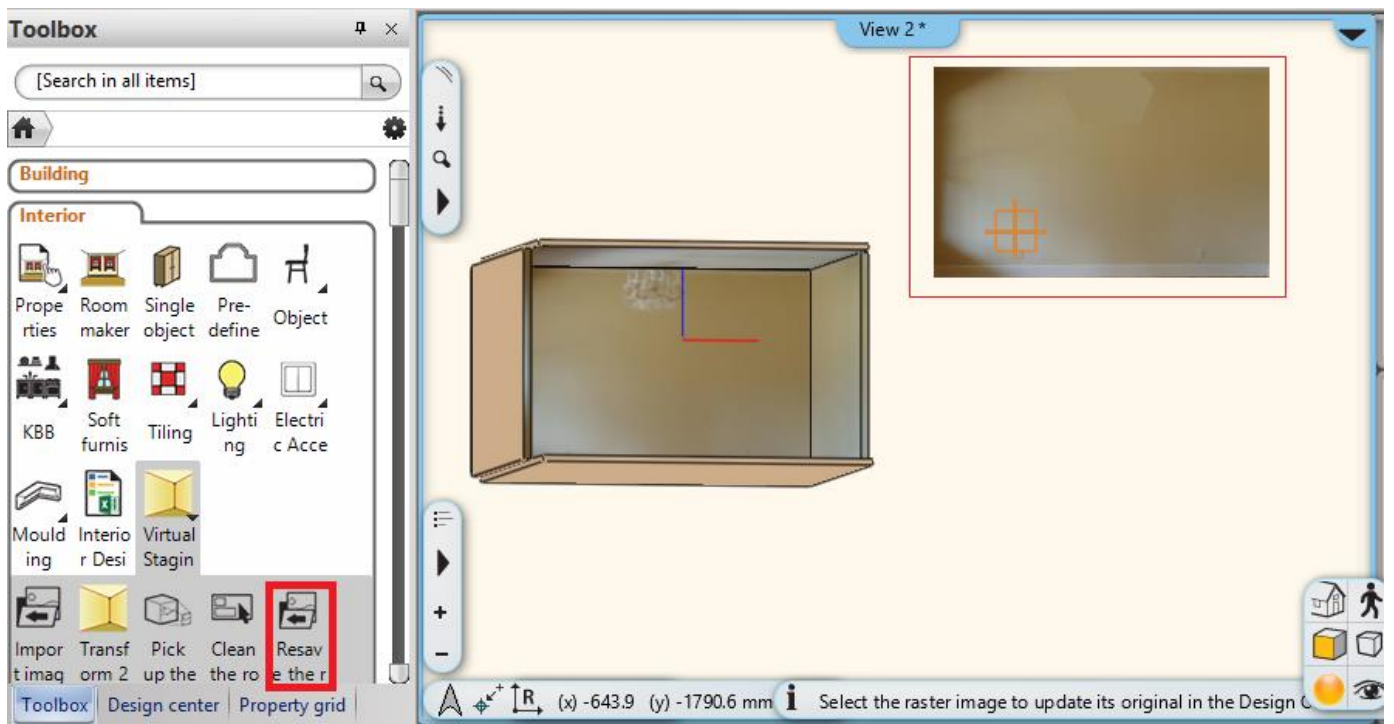 Toolbox
View 2 *
[Search in all items]
Building
Interior
Prope Room Single Pre- Object
rties maker object define
KBB Soft Tiling Lighti Electri
furnis ng c Acce
Mould Interio Virtual
ing r Desi Stagin
Impor Transf Pick Clean Resav
t imag orm 2 up the the ro e the r
Toolbox Design center Property grid
R (x) -643.9 (y) -1790.6 mm i Select the raster image to update its original in the Design